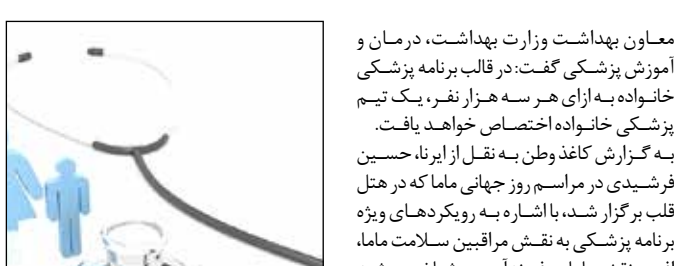 معاون بهداشت وزارت بهداشت، درمان و
آموزش پزشکی گفت: در قالب برنامه پزشکی
خانواده به ازای هر سه هزار نفر، یک تیم
پزشکی خانواده اختصاص خواهد یافت.
به گزارش کاغذ وطن به نقل از ایرنا، حسین
فرشیدی در مراسم روز جهانی ماما که در هتل
قلب برگزار شد، با اشاره به رویکردهای ویژه
برنامه پزشکی به نقش مراقبین سلامت ماما،